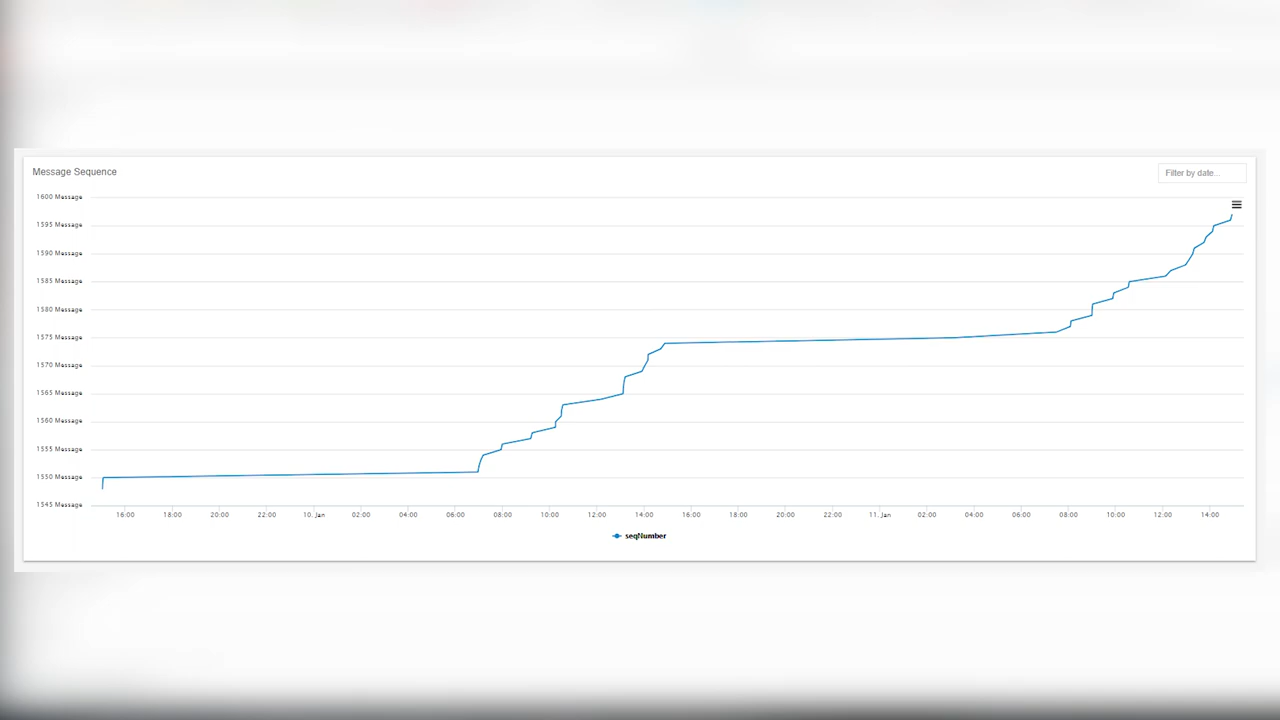 Message Sequence
Filter by date...
1600 Message
1595 Message
1590 Message
1585 Message
1580 Message
1575 Message
1570 Message
1565 Message
1560 Message
1555 Message
1550 Message
1545 Message
16:00 18:00 20:00 22:00 10. Jan 02:00 04:00 06:00 08:00 10:00 12:00 14:00 16:00 18:00 20:00 22:00 11. Jan 02:00 04:00 06:00 08:00 10:00 12:00 14:00
seqNumber